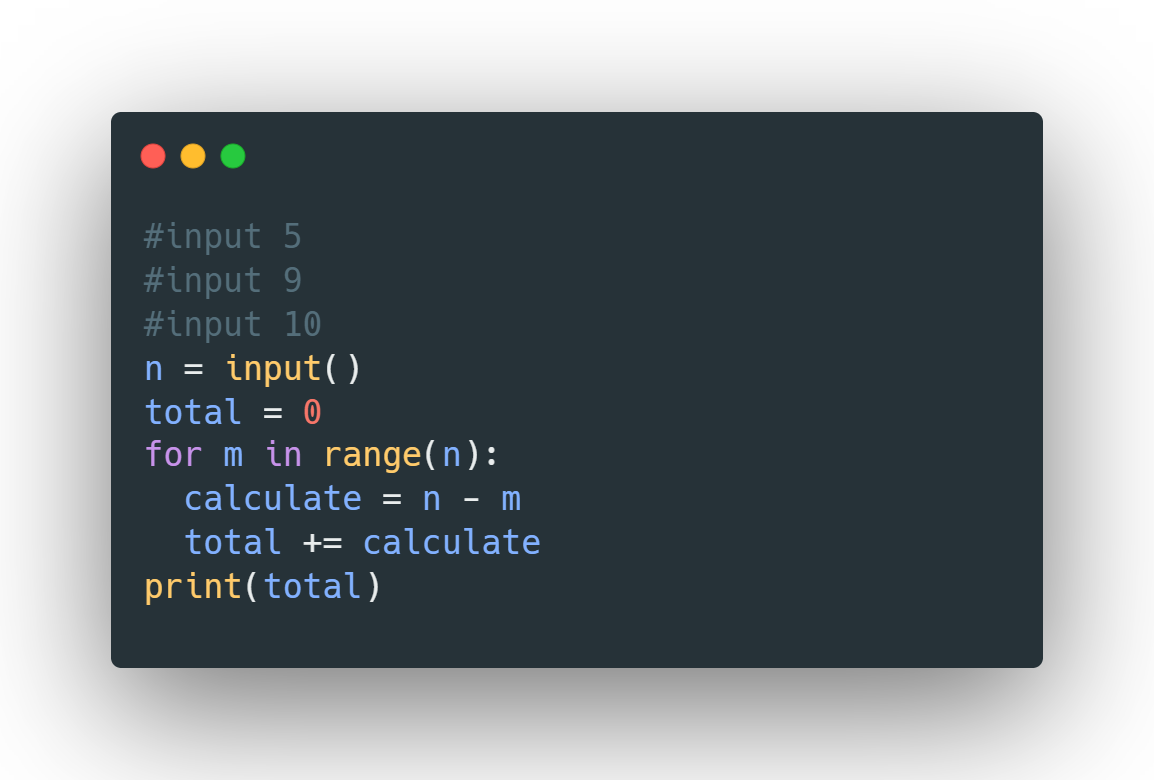 #input 5
#input 9
#input 10
n = input()
total = 0
for m in range(n):
  calculate = n - m
  total += calculate
print(total)